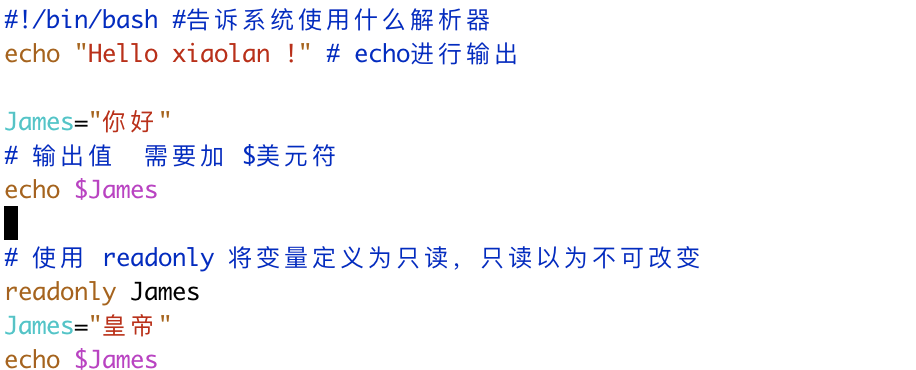 #!/bin/bash #告诉系统使用什么解析器
echo "Hello xiaolan !" # echo进行输出
James="你好"
# 输出值  需要加 $美元符
echo $James
# 使用 readonly 将变量定义为只读, 只读以为不可改变
readonly James
James="皇帝"
echo $James